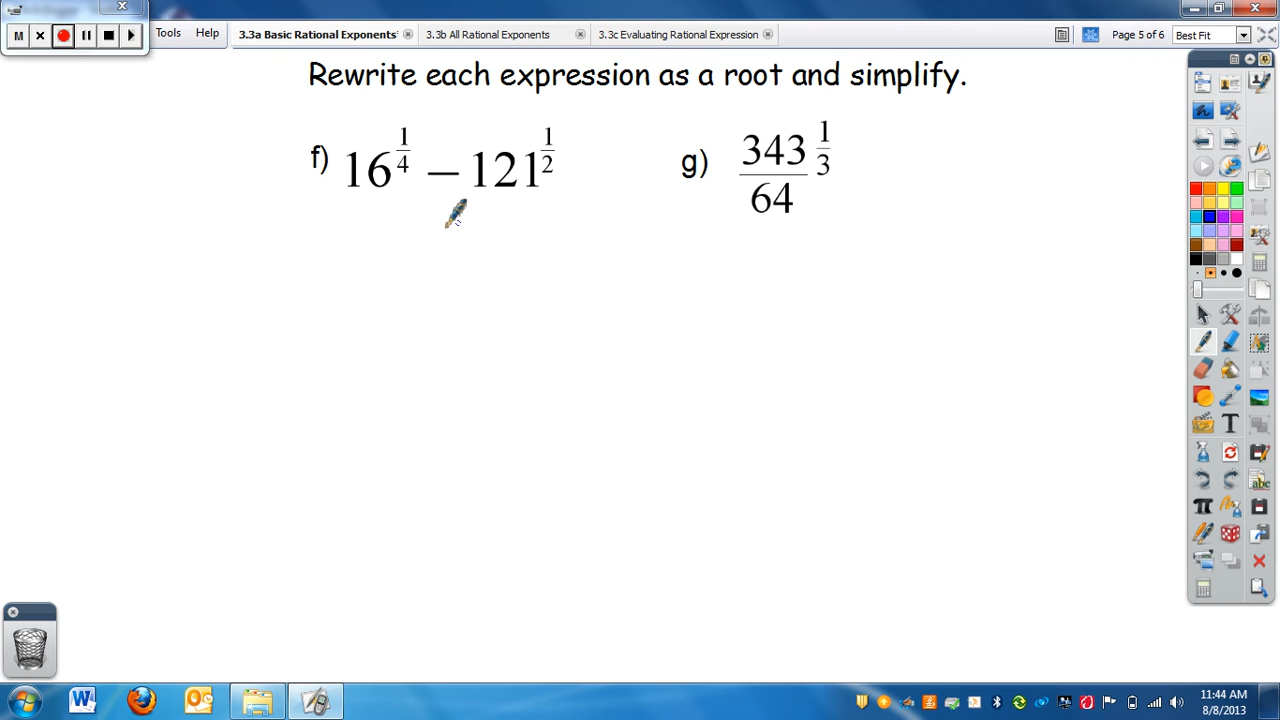 M
Tools Help 3.3a Basic Rational Exponents* 3.3b All Rational Exponents 3.3c Evaluating Rational Expression Page 5 of 6 Best Fit
Rewrite each expression as a root and simplify.
f) 16^(1/4) − 121^(1/2)
g) 343/64^(1/3)
11:44 AM
8/8/2013